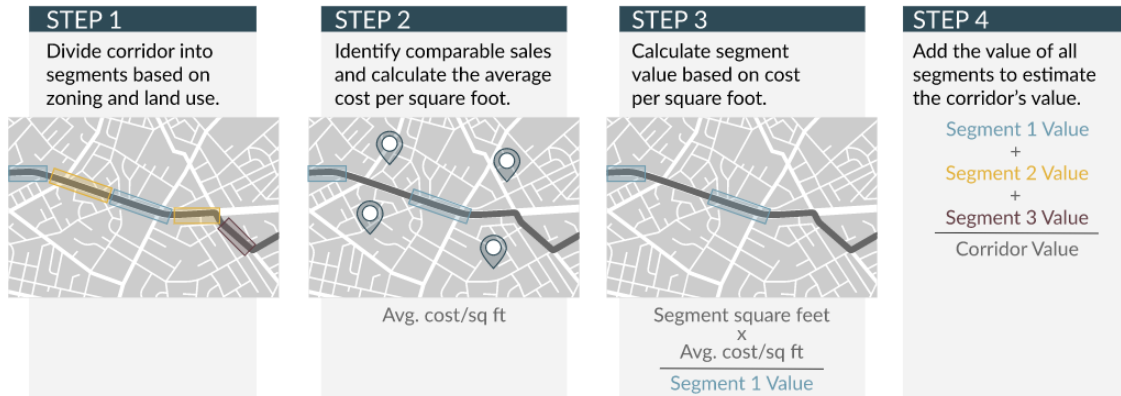 STEP 1
Divide corridor into
segments based on
zoning and land use.
STEP 2
Identify comparable sales
and calculate the average
cost per square foot.
Avg. cost/sq ft
STEP 3
Calculate segment
value based on cost
per square foot.
Segment square feet
x
Avg. cost/sq ft
Segment 1 Value
STEP 4
Add the value of all
segments to estimate
the corridor’s value.
Segment 1 Value
+
Segment 2 Value
+
Segment 3 Value
Corridor Value